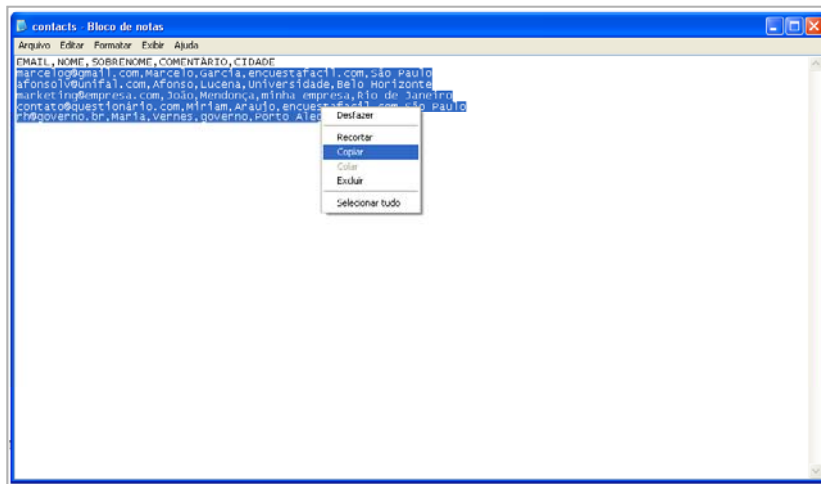 contacts - Bloco de notas
Arquivo Editar Formatar Exibir Ajuda
EMAIL,NOME,SOBRENOME,COMENTÁRIO,CIDADE
marcelog@gmail.com,Marcelo,Garcia,encuestafacil.com,São Paulo
afonsolv@unifal.com,Afonso,Lucena,Universidade,Belo Horizonte
marketing@empresa.com,João,Mendonça,minha empresa,Rio de Janeiro
contato@questionário.com,Miriam,Araujo,encuestafacil.com,São Paulo
rh@governo.br,Maria,Vernes,governo,Porto
Desfazer
Recortar
Copiar
Colar
Excluir
Selecionar tudo